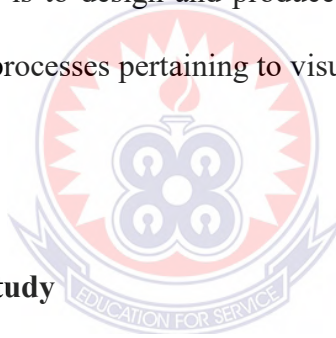 is to design and produce
processes pertaining to visu
tudy
EDUCATION FOR SERVICE